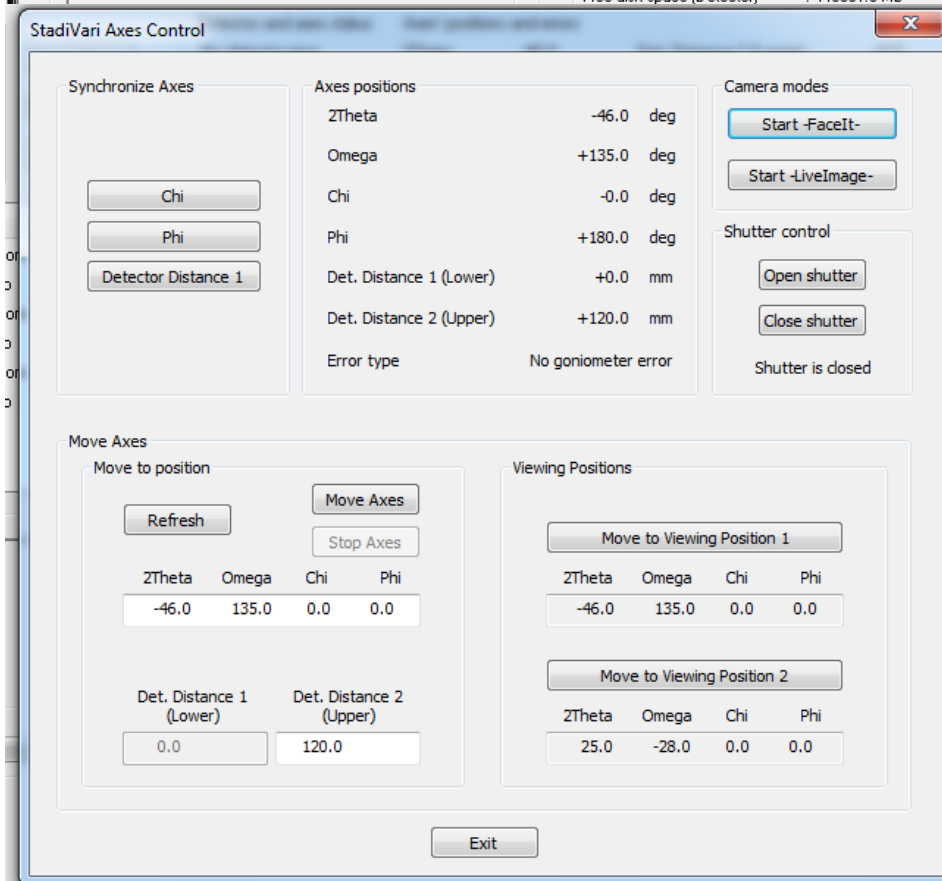 StadiVari Axes Control
Synchronize Axes
Chi
Phi
Detector Distance 1
Axes positions
2Theta -46.0 deg
Omega +135.0 deg
Chi -0.0 deg
Phi +180.0 deg
Det. Distance 1 (Lower) +0.0 mm
Det. Distance 2 (Upper) +120.0 mm
Error type No goniometer error
Camera modes
Start -FaceIt-
Start -LiveImage-
Shutter control
Open shutter
Close shutter
Shutter is closed
Move Axes
Move to position
Refresh
Move Axes
Stop Axes
2Theta Omega Chi Phi
-46.0 135.0 0.0 0.0
Det. Distance 1 Det. Distance 2
(Lower) (Upper)
0.0 120.0
Viewing Positions
Move to Viewing Position 1
2Theta Omega Chi Phi
-46.0 135.0 0.0 0.0
Move to Viewing Position 2
2Theta Omega Chi Phi
25.0 -28.0 0.0 0.0
Exit